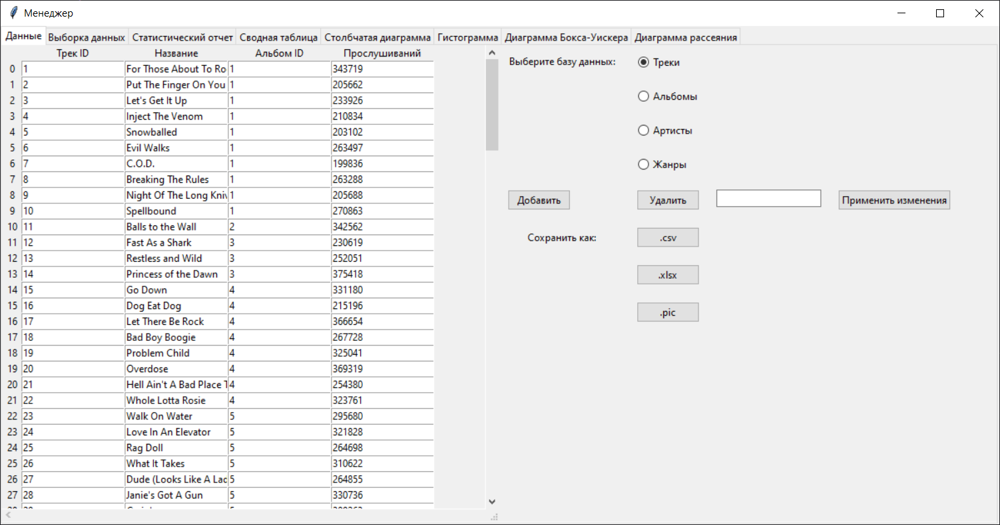 Менеджер
Данные Выборка данных Статистический отчет Сводная таблица Столбчатая диаграмма Гистограмма Диаграмма Бокса-Уискера Диаграмма рассеяния
Трек ID Название Альбом ID Прослушиваний
0 1 For Those About To Ro 1 343719
1 2 Put The Finger On You 1 205662
2 3 Let's Get It Up 1 233926
3 4 Inject The Venom 1 210834
4 5 Snowballed 1 203102
5 6 Evil Walks 1 263497
6 7 C.O.D. 1 199836
7 8 Breaking The Rules 1 263288
8 9 Night Of The Long Kniv 1 205688
9 10 Spellbound 1 270863
10 11 Balls to the Wall 2 342562
11 12 Fast As a Shark 3 230619
12 13 Restless and Wild 3 252051
13 14 Princess of the Dawn 3 375418
14 15 Go Down 4 331180
15 16 Dog Eat Dog 4 215196
16 17 Let There Be Rock 4 366654
17 18 Bad Boy Boogie 4 267728
18 19 Problem Child 4 325041
19 20 Overdose 4 369319
20 21 Hell Ain't A Bad Place T 4 254380
21 22 Whole Lotta Rosie 4 323761
22 23 Walk On Water 5 295680
23 24 Love In An Elevator 5 321828
24 25 Rag Doll 5 264698
25 26 What It Takes 5 310622
26 27 Dude (Looks Like A Lad 5 264855
27 28 Janie's Got A Gun 5 330736
Выберите базу данных: Треки
Альбомы
Артисты
Жанры
Добавить Удалить Применить изменения
Сохранить как: .csv
.xlsx
.pic